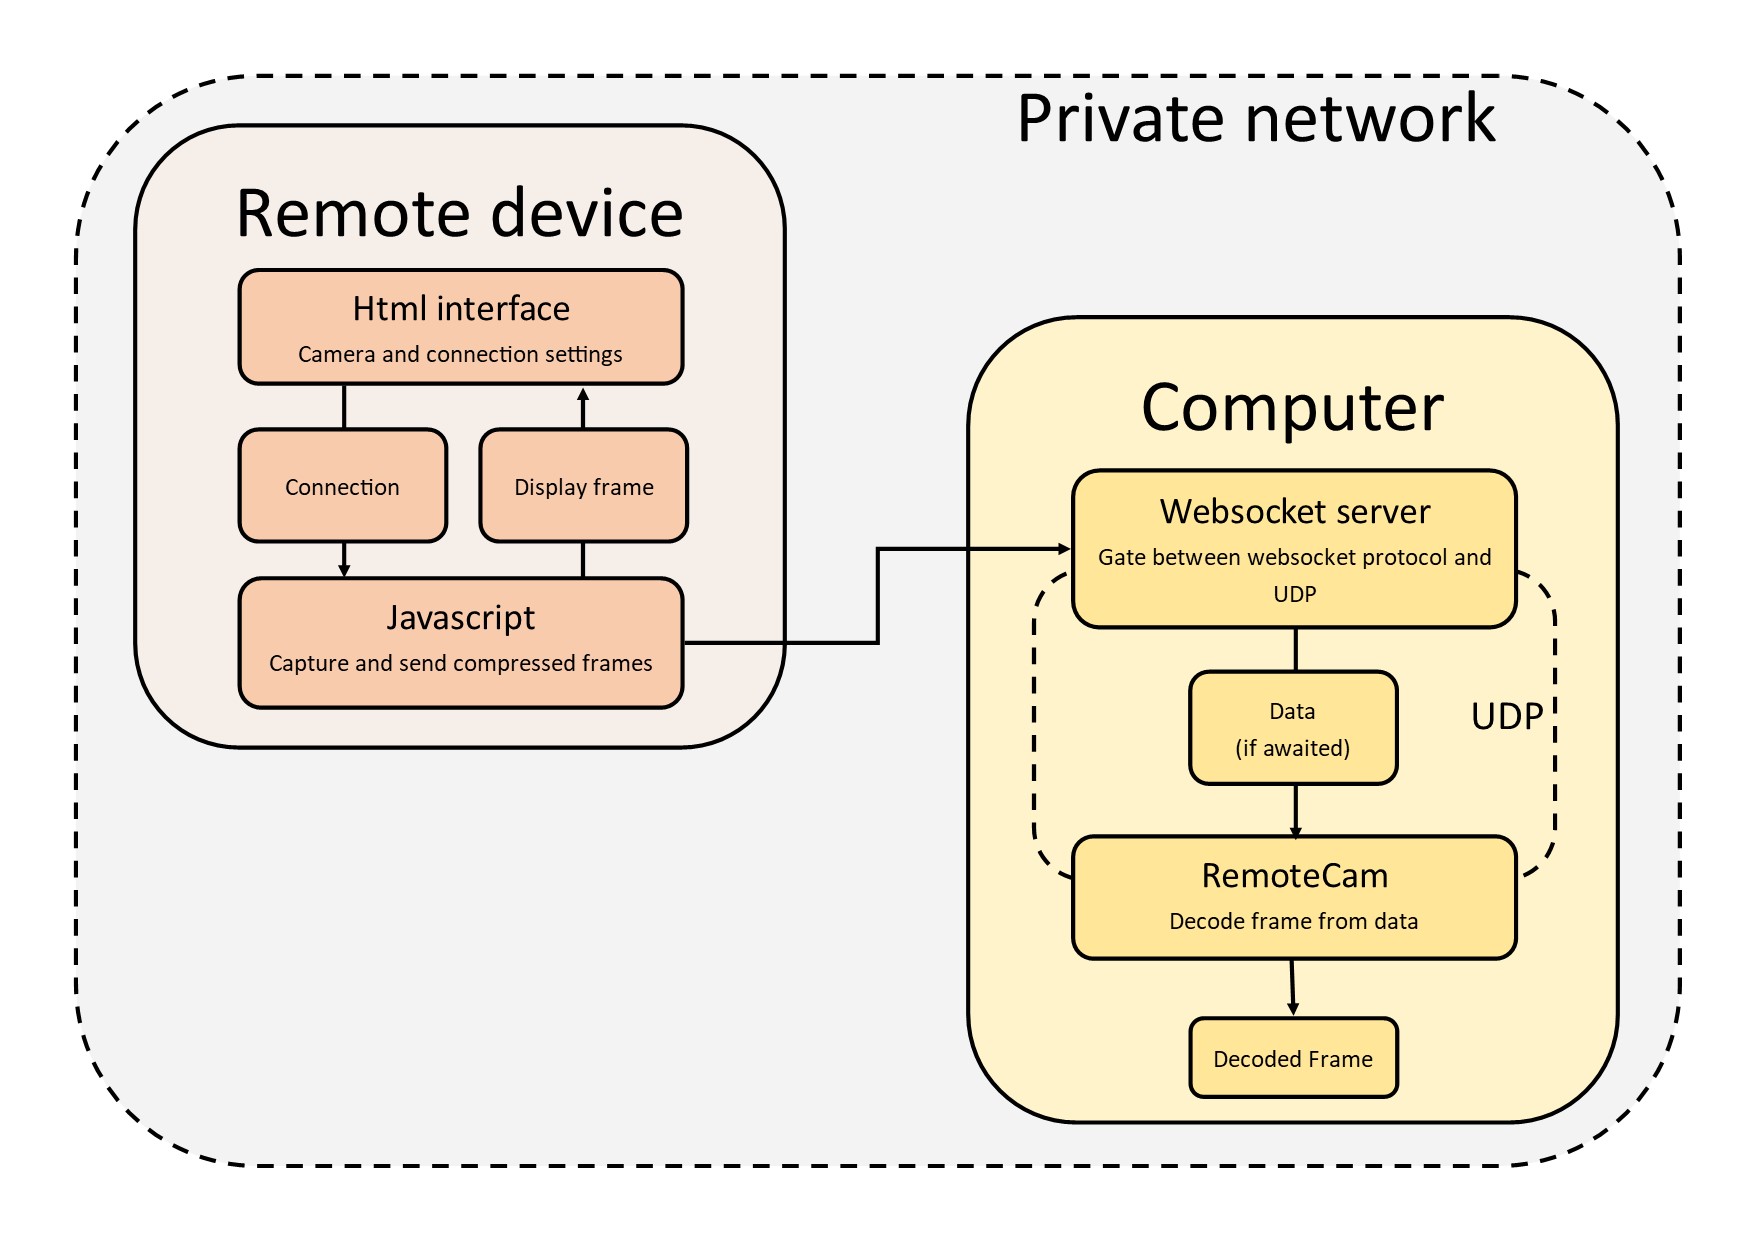 Private network
Remote device
Html interface
Camera and connection settings
Connection
Display frame
Javascript
Capture and send compressed frames
Computer
Websocket server
Gate between websocket protocol and
UDP
Data
(if awaited)
UDP
RemoteCam
Decode frame from data
Decoded Frame